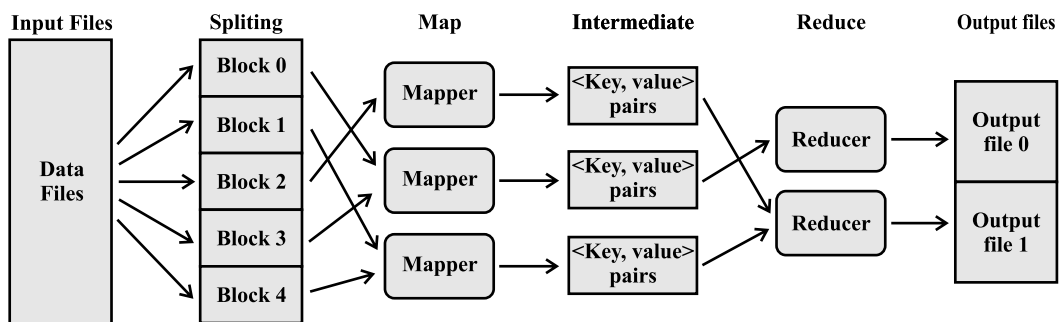 Input Files
Spliting
Map
Intermediate
Reduce
Output files
Data
Files
Block 0
Block 1
Block 2
Block 3
Block 4
Mapper
Mapper
Mapper
<Key, value>
pairs
<Key, value>
pairs
<Key, value>
pairs
Reducer
Reducer
Output
file 0
Output
file 1